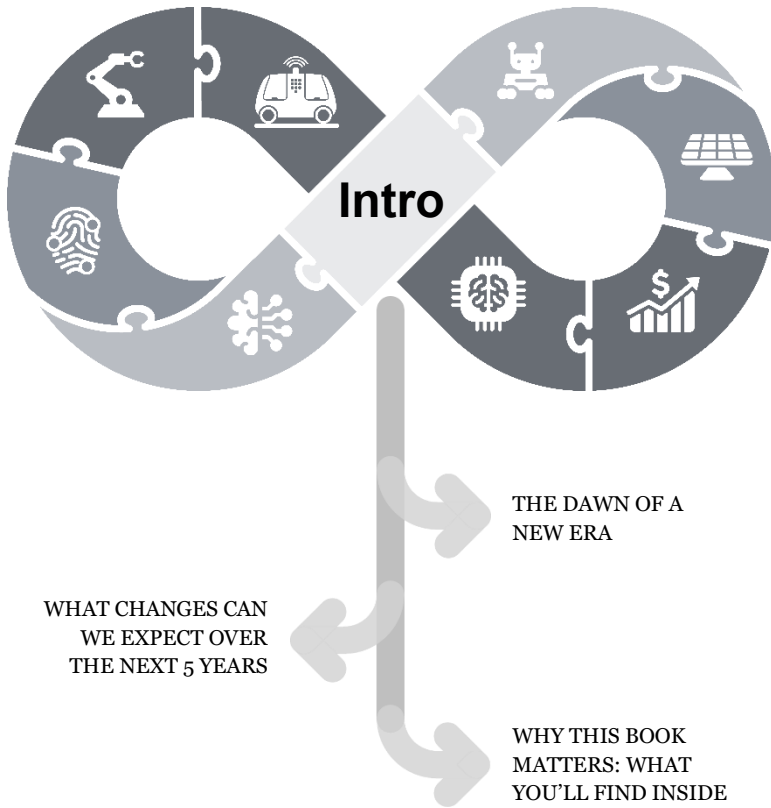 Intro
$
THE DAWN OF A
NEW ERA
WHAT CHANGES CAN
WE EXPECT OVER
THE NEXT 5 YEARS
WHY THIS BOOK
MATTERS: WHAT
YOU’LL FIND INSIDE